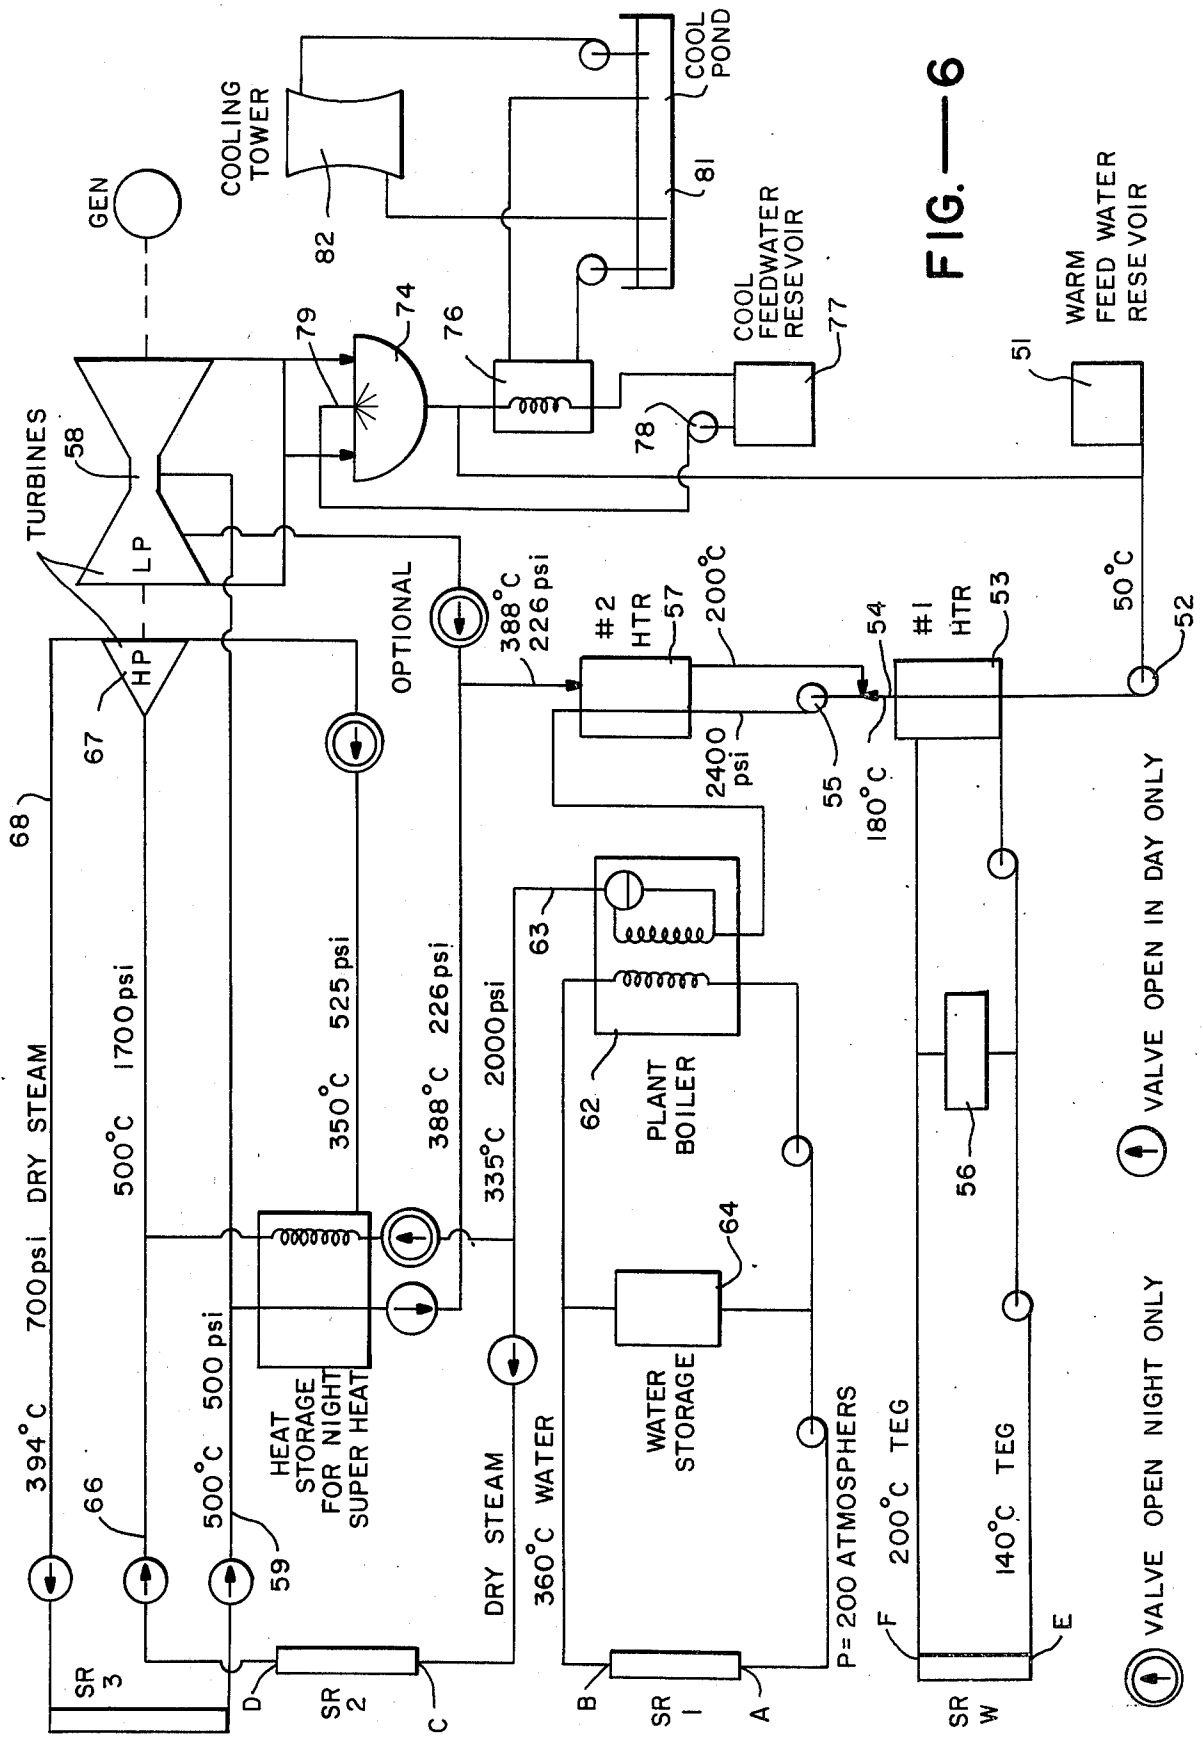 68
394°C 700psi DRY STEAM
TURBINES
58
LP
67
HP
GEN
66
500°C 1700psi
SR
3
500°C 500psi
59
COOLING
TOWER
82
HEAT
STORAGE
FOR NIGHT
SUPER HEAT
350°C 525psi
OPTIONAL
79
74
D
SR
2
C
388°C 226psi
76
DRY STEAM
335°C 2000psi
388°C
226psi
360°C WATER
63
B
SR
1
A
62
PLANT
BOILER
#2
HTR
57
78
WATER
STORAGE
64
2400
psi
200°C
COOL
POND
81
COOL
FEEDWATER
RESEVOIR
77
P=200 ATMOSPHERS
55
180°C
54
F
200°C TEG
#1
HTR
53
FIG.—6
56
SR
W
140°C TEG
51
E
50°C
WARM
FEED WATER
RESEVOIR
52
VALVE OPEN NIGHT ONLY
VALVE OPEN IN DAY ONLY